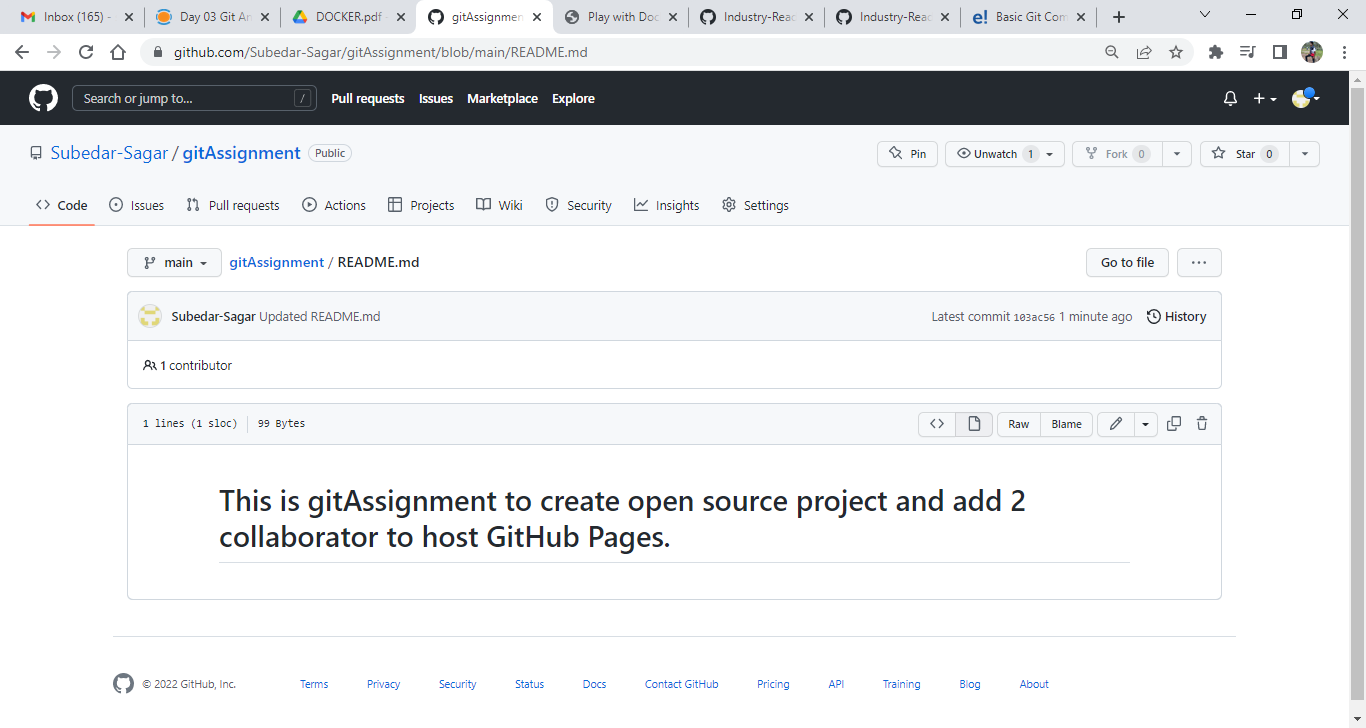 Inbox (165) -
Day 03 Git An
DOCKER.pdf -
gitAssignmen
Play with Doc
Industry-Read
Industry-Read
e! Basic Git Com
github.com/Subedar-Sagar/gitAssignment/blob/main/README.md
Search or jump to... /
Pull requests
Issues
Marketplace
Explore
Subedar-Sagar / gitAssignment Public
Pin
Unwatch 1
Fork 0
Star 0
Code
Issues
Pull requests
Actions
Projects
Wiki
Security
Insights
Settings
main
gitAssignment / README.md
Go to file
Subedar-Sagar Updated README.md
Latest commit 103ac56 1 minute ago
History
1 contributor
1 lines (1 sloc)
99 Bytes
Raw
Blame
This is gitAssignment to create open source project and add 2
collaborator to host GitHub Pages.
© 2022 GitHub, Inc.
Terms
Privacy
Security
Status
Docs
Contact GitHub
Pricing
API
Training
Blog
About